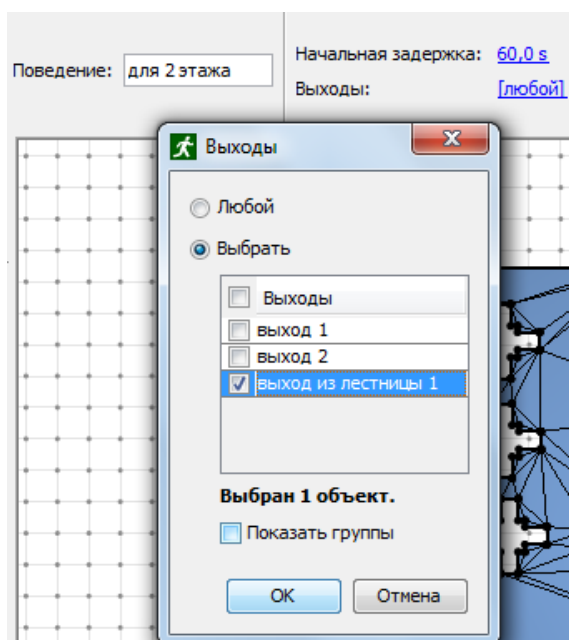 Начальная задержка: 60,0 s
Поведение: для 2 этажа
Выходы: [любой]
Выходы
Любой
Выбрать
Выходы
выход 1
выход 2
выход из лестницы 1
Выбран 1 объект.
Показать группы
OK Отмена